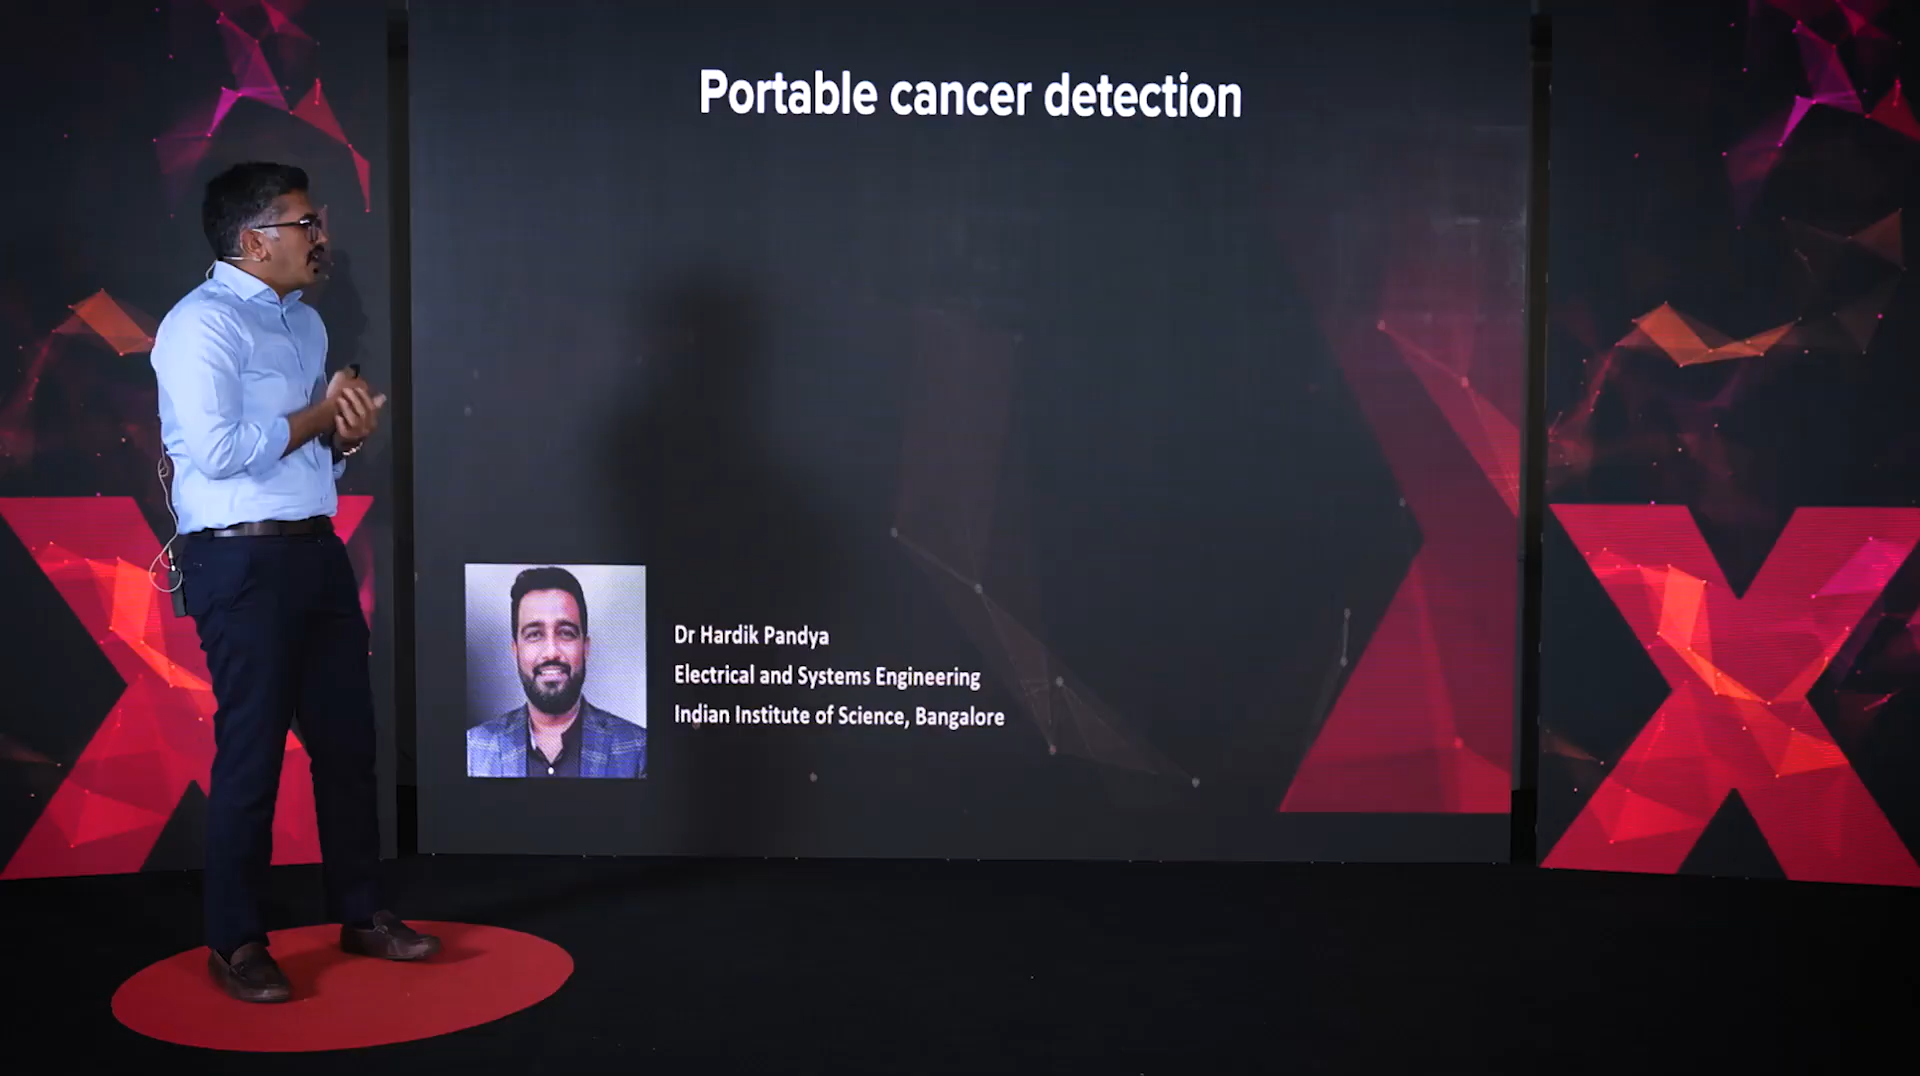 Portable cancer detection
Dr Hardik Pandya
Electrical and Systems Engineering
Indian Institute of Science, Bangalore
X
X